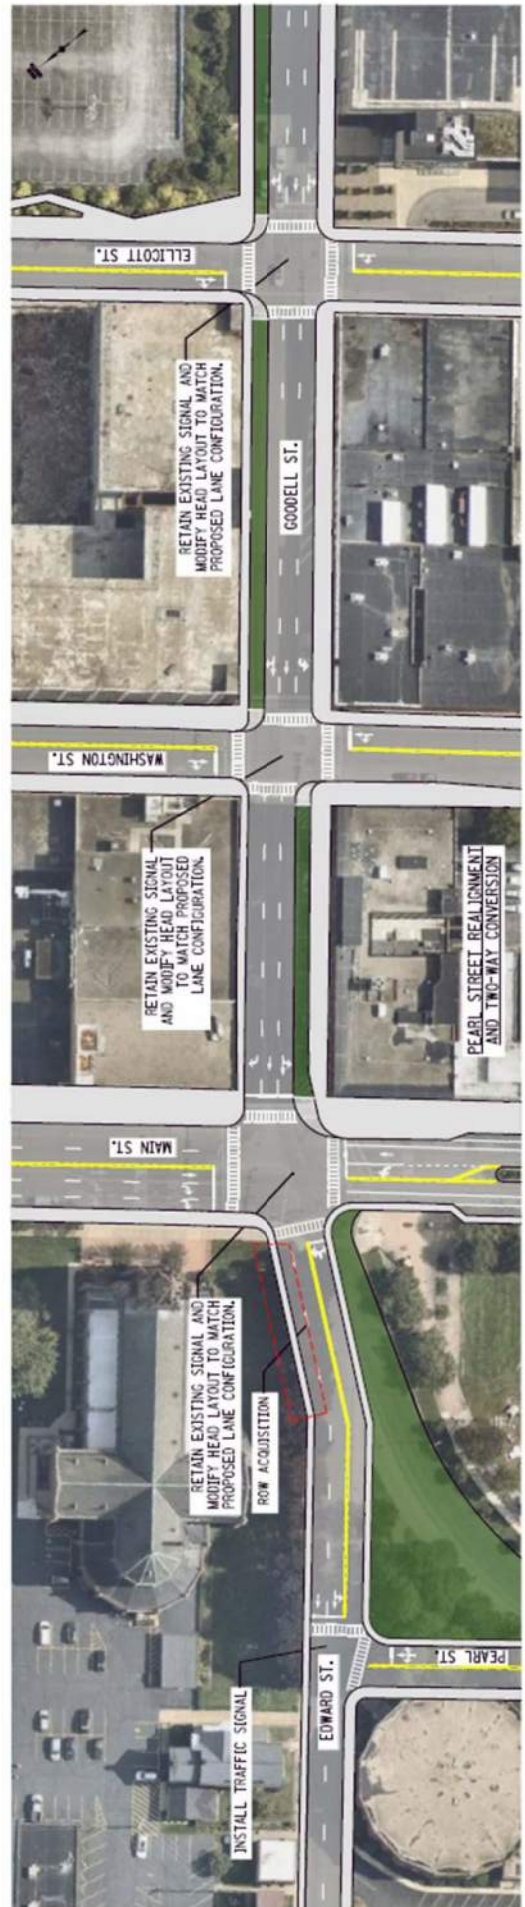 ELLICOTT ST.
RETAIN EXISTING SIGNAL AND
MODIFY HEAD LAYOUT TO MATCH
PROPOSED LANE CONFIGURATION.
GOODELL ST.
WASHINGTON ST.
RETAIN EXISTING SIGNAL
AND MODIFY HEAD LAYOUT
TO MATCH PROPOSED
LANE CONFIGURATION.
PEARL STREET REALIGNMENT
AND TWO-WAY CONVERSION
MAIN ST.
RETAIN EXISTING SIGNAL AND
MODIFY HEAD LAYOUT TO MATCH
PROPOSED LANE CONFIGURATION.
ROW ACQUISITION
INSTALL TRAFFIC SIGNAL
EDWARD ST.
PEARL ST.